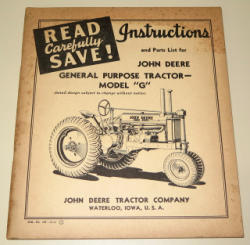 READ
Carefully
SAVE!
Instructions
and Parts List for
JOHN DEERE
GENERAL PURPOSE TRACTOR—
MODEL "G"
JOHN DEERE
JOHN DEERE TRACTOR COMPANY
WATERLOO, IOWA, U. S. A.